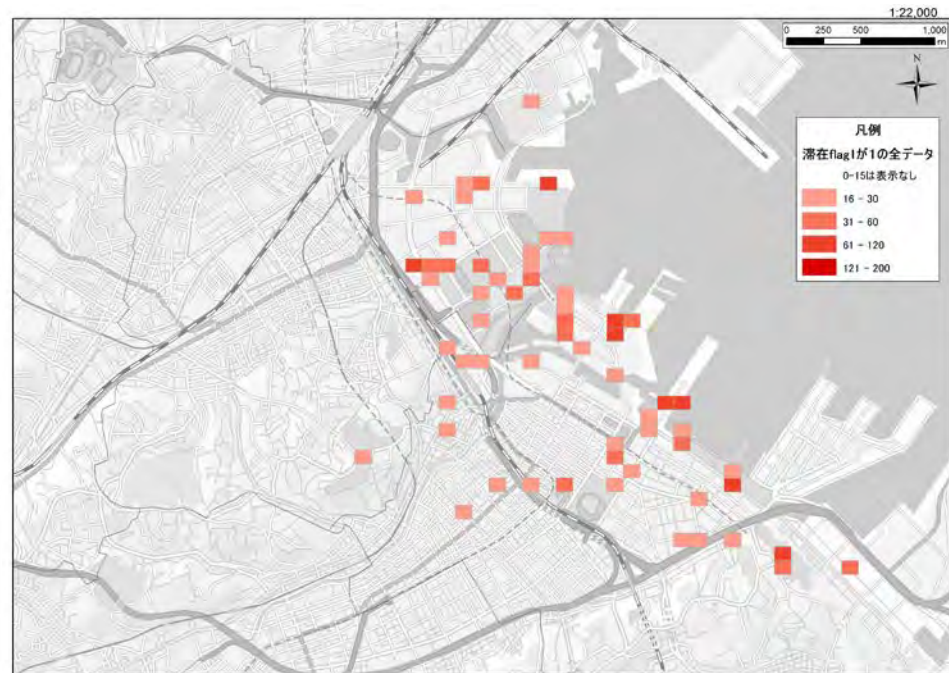 1:22,000
0 250 500 1,000
m
N
凡例
滞在flag1が1の全データ
0-15は表示なし
16 - 30
31 - 60
61 - 120
121 - 200